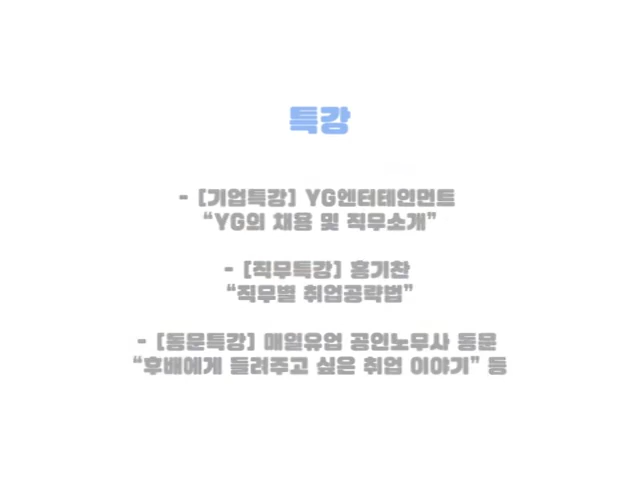 특강
- [기업특강] YG엔터테인먼트
“YG의 채용 및 직무소개”
- [직무특강] 홍기찬
“직무별 취업공략법”
- [동문특강] 매일유업 공인노무사 동문
“후배에게 들려주고 싶은 취업 이야기” 등